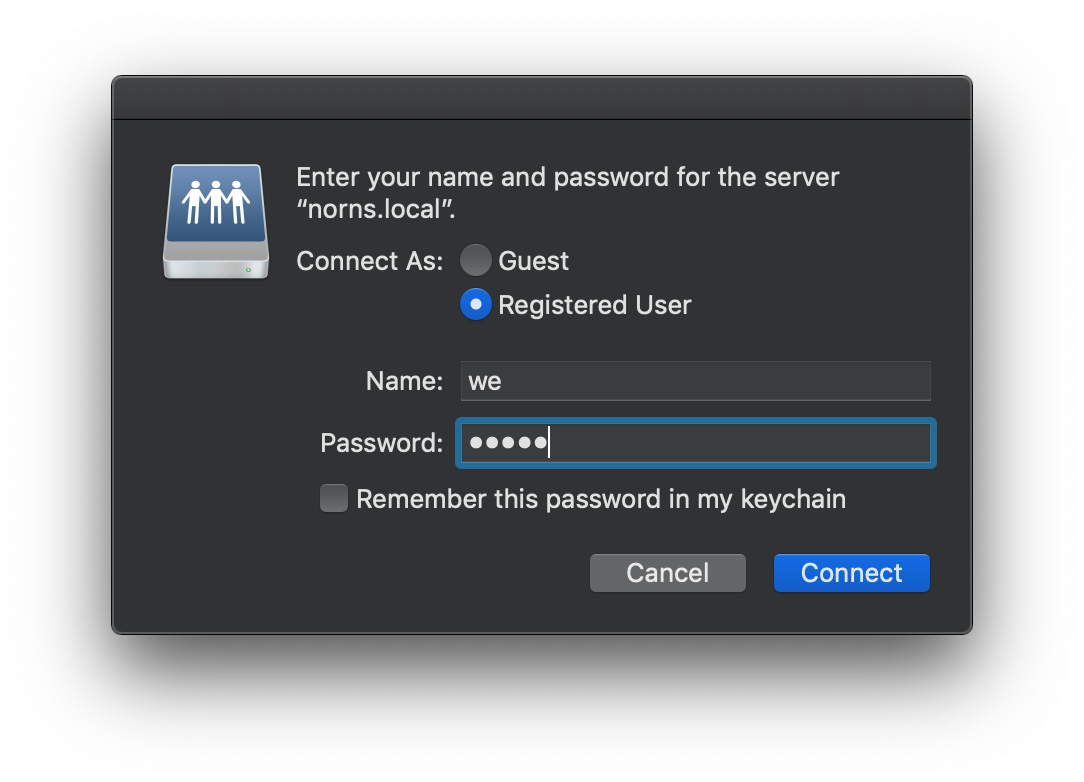 Enter your name and password for the server
“norns.local”.
Connect As: Guest
Registered User
Name: we
Password: •••••
Remember this password in my keychain
Cancel Connect